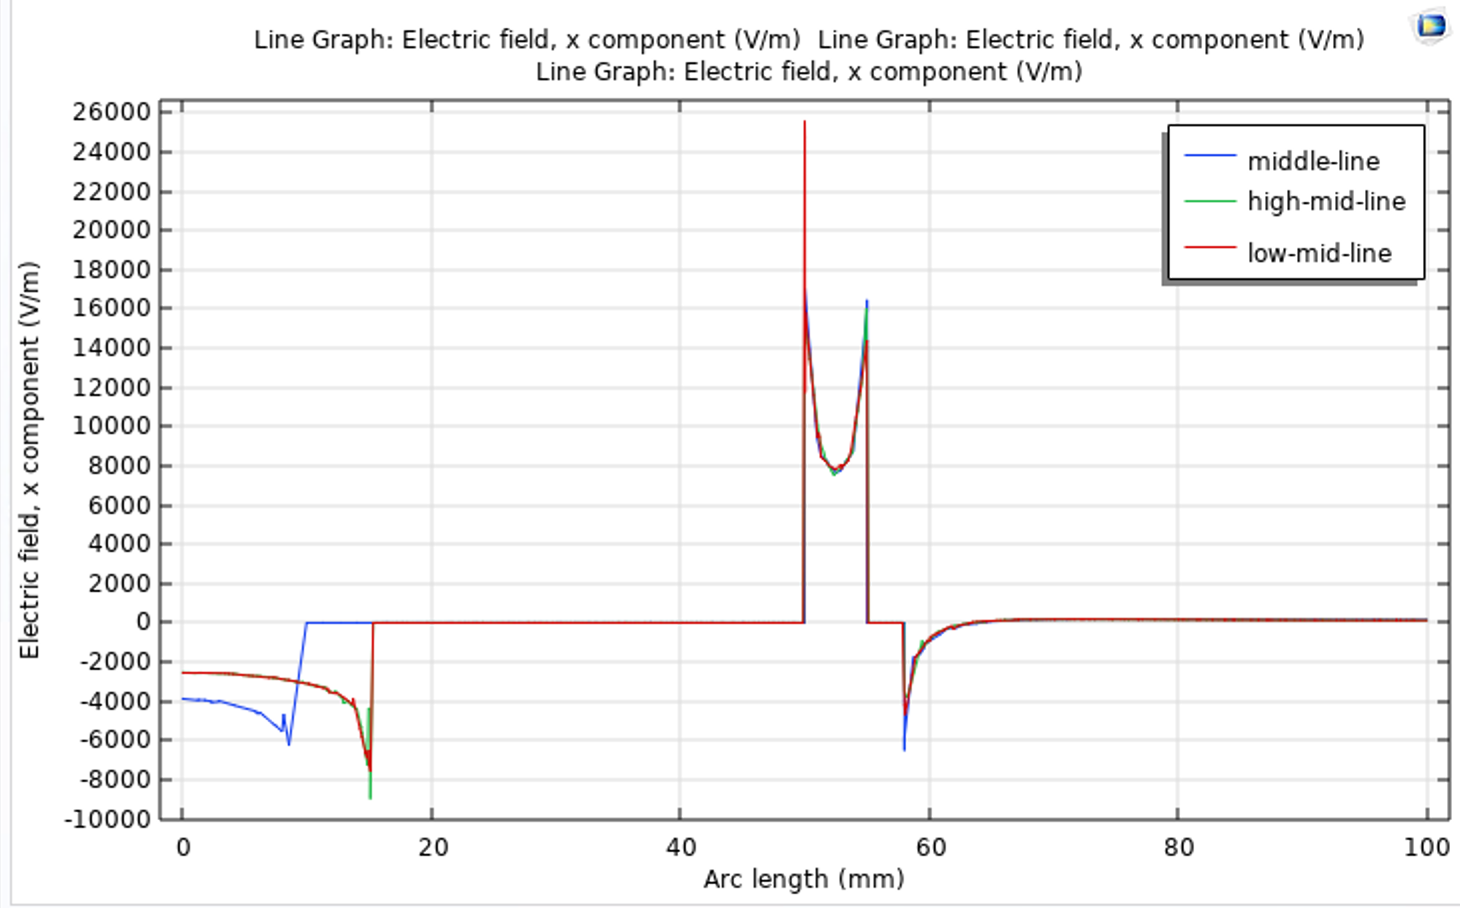 Line Graph: Electric field, x component (V/m)  Line Graph: Electric field, x component (V/m)
Line Graph: Electric field, x component (V/m)
Electric field, x component (V/m)
26000
24000
22000
20000
18000
16000
14000
12000
10000
8000
6000
4000
2000
0
-2000
-4000
-6000
-8000
-10000
middle-line
high-mid-line
low-mid-line
0 20 40 60 80 100
Arc length (mm)